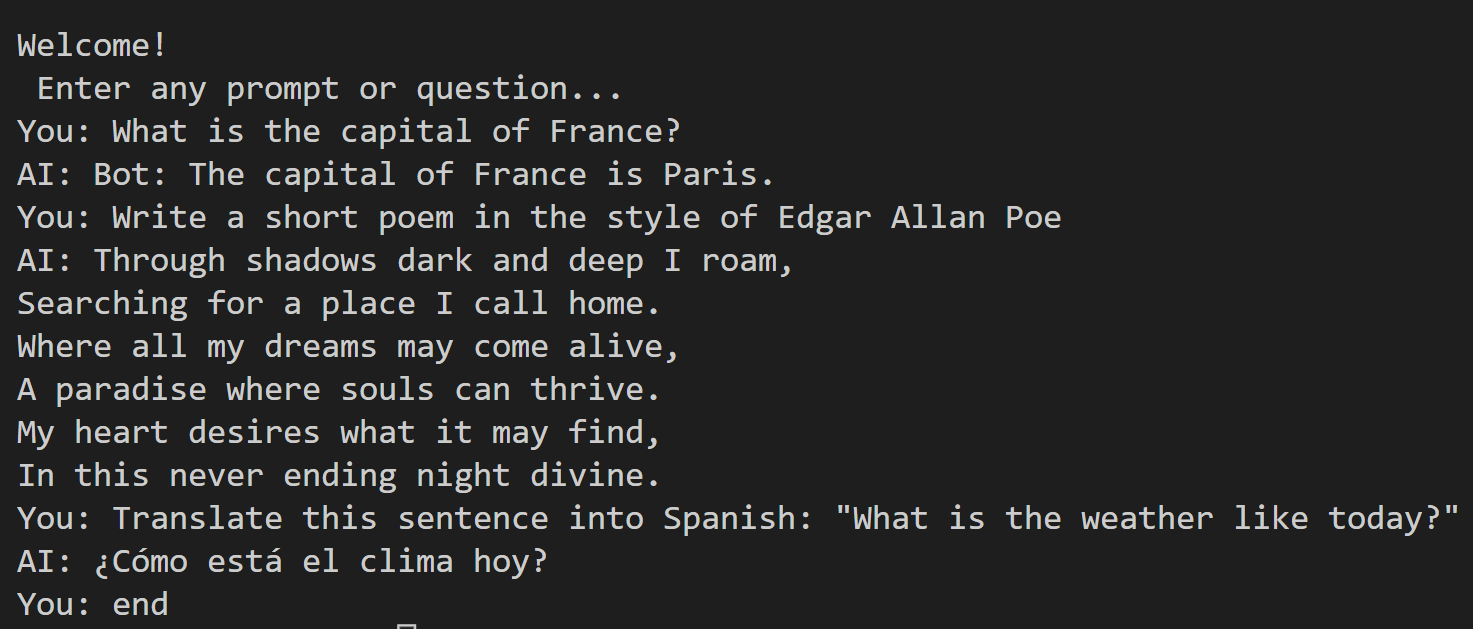 Welcome!
 Enter any prompt or question...
You: What is the capital of France?
AI: Bot: The capital of France is Paris.
You: Write a short poem in the style of Edgar Allan Poe
AI: Through shadows dark and deep I roam,
Searching for a place I call home.
Where all my dreams may come alive,
A paradise where souls can thrive.
My heart desires what it may find,
In this never ending night divine.
You: Translate this sentence into Spanish: "What is the weather like today?"
AI: ¿Cómo está el clima hoy?
You: end